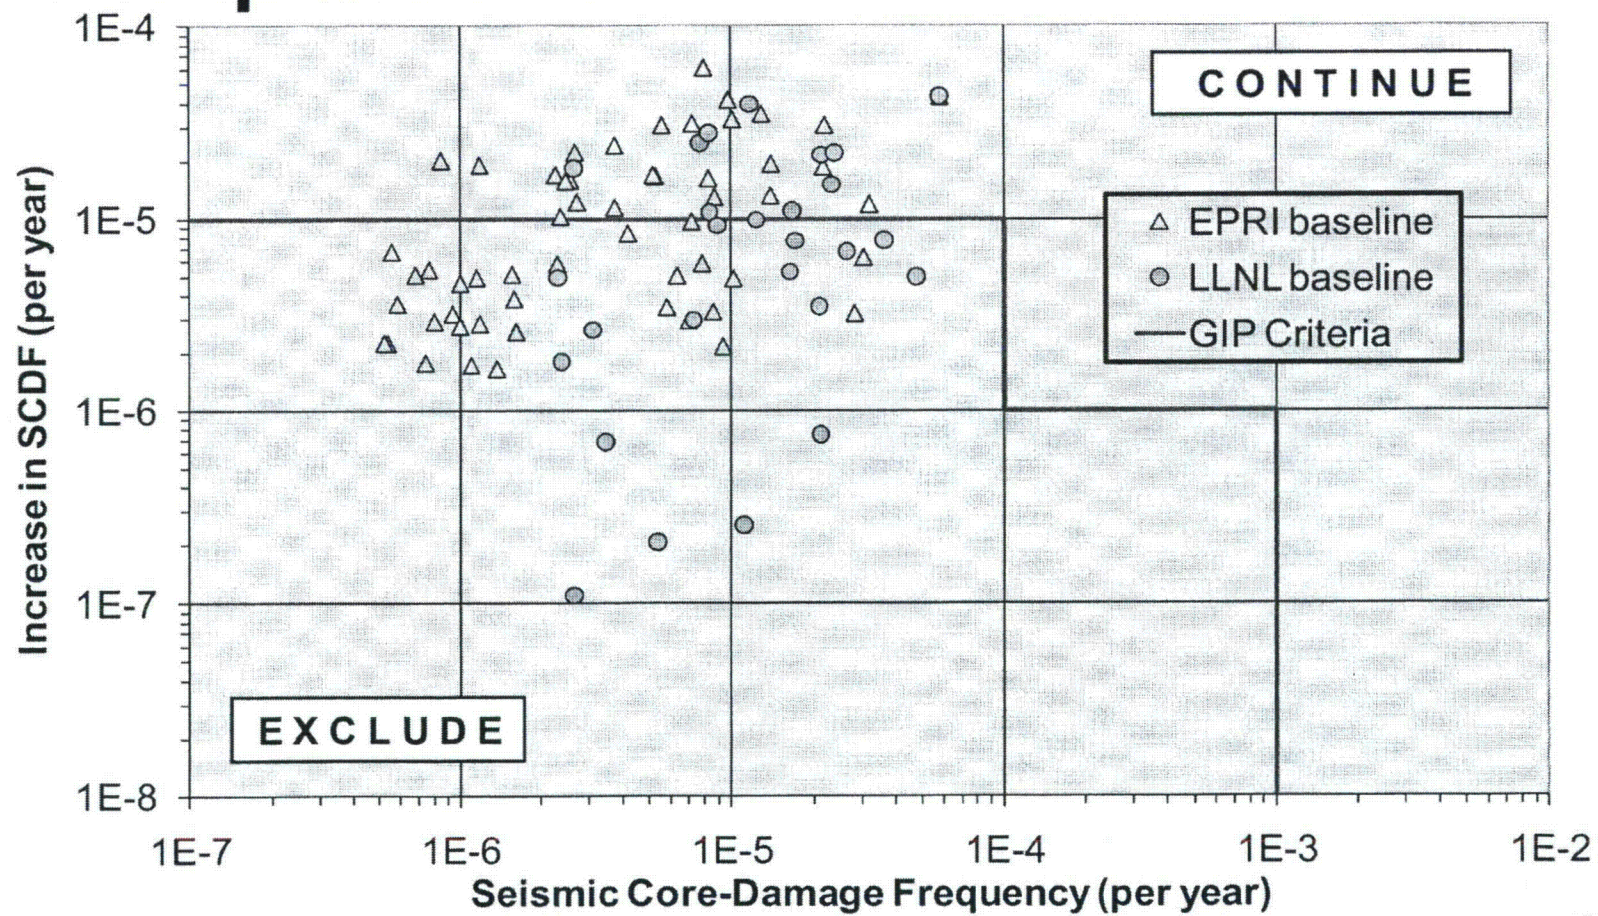 1E-4
CONTINUE
EPRI baseline
1E-5
LLNL baseline
GIP Criteria
1E-6
1E-7
EXCLUDE
1E-8
Increase in SCDF (per year)
1E-7 1E-6 1E-5 1E-4 1E-3 1E-2
Seismic Core-Damage Frequency (per year)